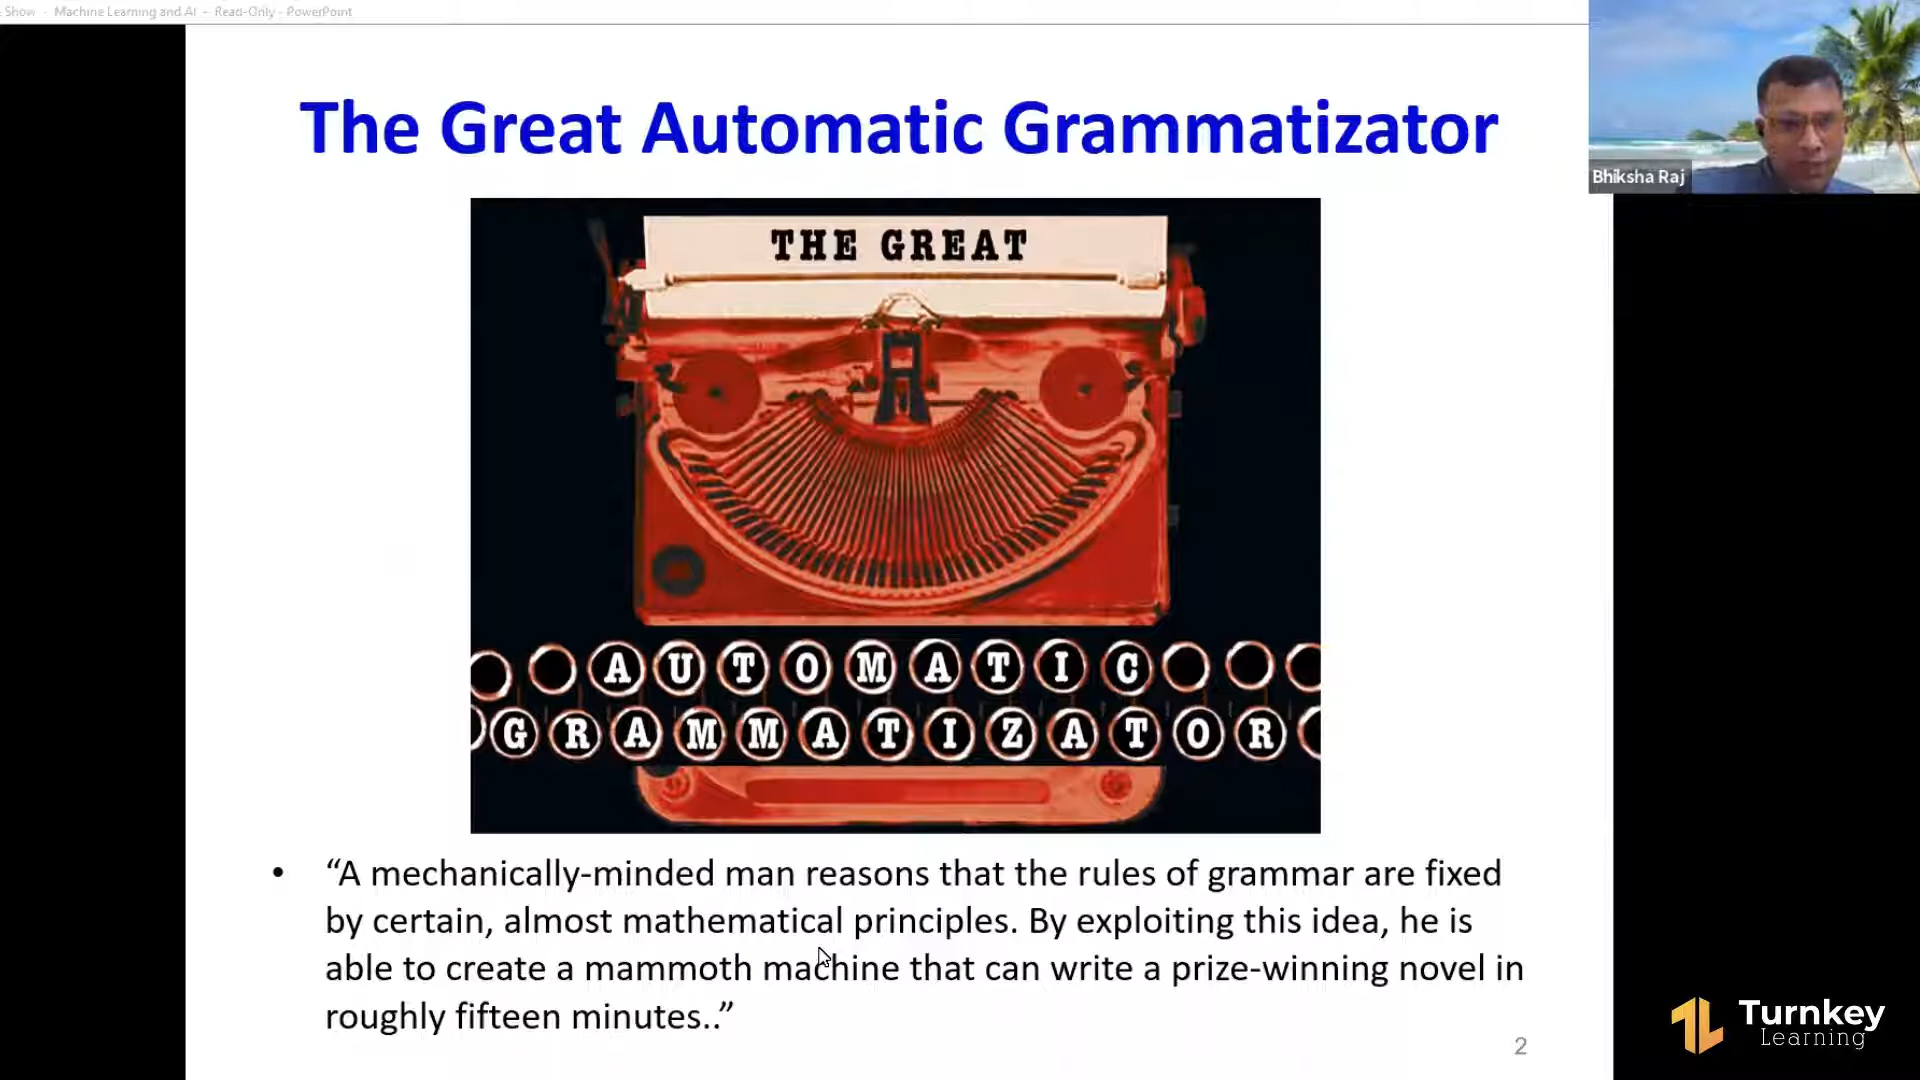 Show - Machine Learning and AI - Read-Only - PowerPoint
The Great Automatic Grammatizator
Bhiksha Raj
THE GREAT
AUTOMATIC
GRAMMATIZATOR
• “A mechanically-minded man reasons that the rules of grammar are fixed
by certain, almost mathematical principles. By exploiting this idea, he is
able to create a mammoth machine that can write a prize-winning novel in
roughly fifteen minutes..”
2
Turnkey
Learning